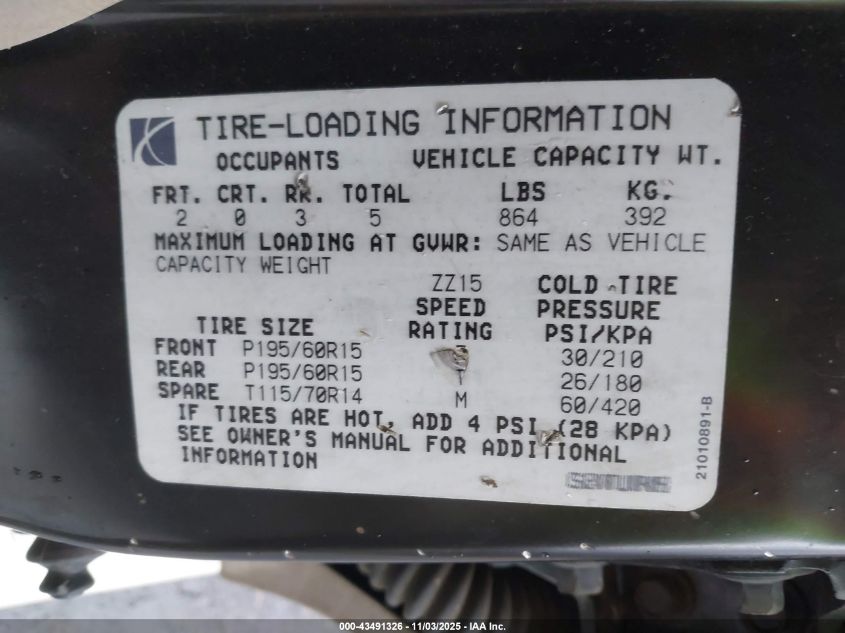 TIRE-LOADING INFORMATION
OCCUPANTS VEHICLE CAPACITY WT.
FRT. CRT. RR. TOTAL LBS KG.
2 0 3 5 864 392
MAXIMUM LOADING AT GVWR: SAME AS VEHICLE
CAPACITY WEIGHT
ZZ15 COLD TIRE
SPEED PRESSURE
TIRE SIZE RATING PSI/KPA
FRONT P195/60R15 30/210
REAR P195/60R15 T 26/180
SPARE T115/70R14 M 60/420
IF TIRES ARE HOT, ADD 4 PSI (28 KPA)
SEE OWNER'S MANUAL FOR ADDITIONAL
INFORMATION
21010891-B
000-43491326 - 11/03/2025 - IAA Inc.